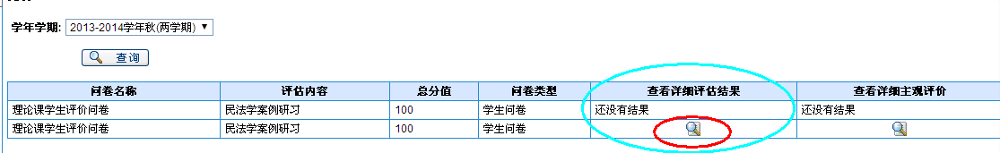 学年学期: 2013-2014学年秋(两学期)
查询
问卷名称 评估内容 总分值 问卷类型 查看详细评估结果 查看详细主观评价
理论课学生评价问卷 民法学案例研习 100 学生问卷 还没有结果 还没有结果
理论课学生评价问卷 民法学案例研习 100 学生问卷